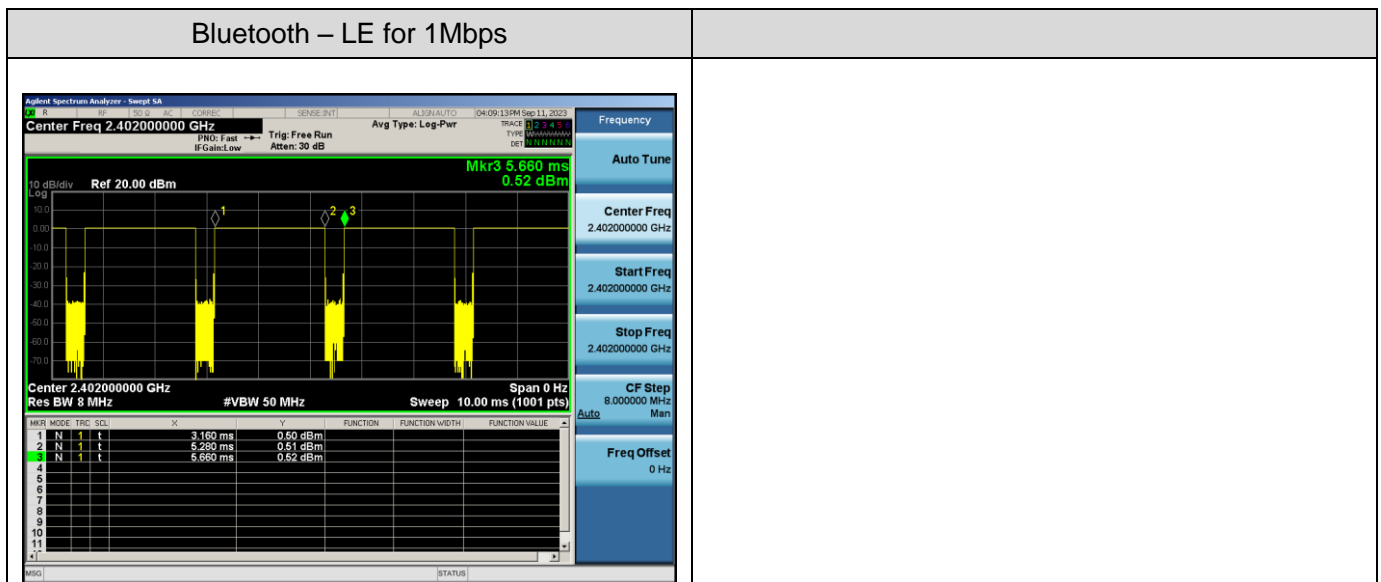 Bluetooth – LE for 1Mbps
Agilent Spectrum Analyzer - Swept SA
R RF 50 Ω AC CORREC SENSE:INT ALIGNAUTO 04:09:13 PM Sep 11, 2023
Center Freq 2.402000000 GHz
PNO: Fast
IFGain:Low
Trig: Free Run
Atten: 30 dB
Avg Type: Log-Pwr
TRACE 1 2 3 4 5 6
TYPE
DET N N N N N N
Mkr3 5.660 ms
0.52 dBm
10 dB/div Ref 20.00 dBm
Log
10.0
0.00
-10.0
-20.0
-30.0
-40.0
-50.0
-60.0
-70.0
1
2
3
Center 2.402000000 GHz Span 0 Hz
Res BW 8 MHz #VBW 50 MHz Sweep 10.00 ms (1001 pts)
MKR MODE TRC SCL X Y FUNCTION FUNCTION WIDTH FUNCTION VALUE
1 N 1 t 3.160 ms 0.50 dBm
2 N 1 t 5.280 ms 0.51 dBm
3 N 1 t 5.660 ms 0.52 dBm
4
5
6
7
8
9
10
11
MSG STATUS
Frequency
Auto Tune
Center Freq
2.402000000 GHz
Start Freq
2.402000000 GHz
Stop Freq
2.402000000 GHz
CF Step
8.000000 MHz
Auto Man
Freq Offset
0 Hz